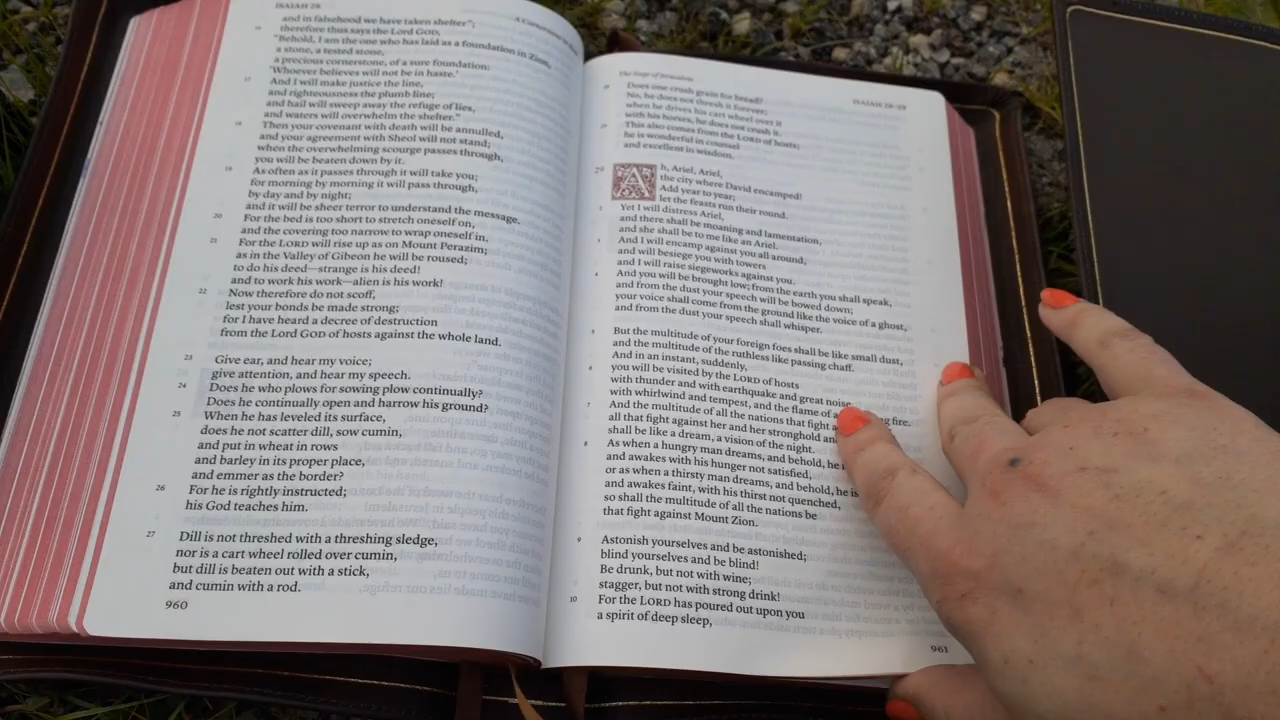 ISAIAH 28
A Cornerstone in
and in falsehood we have taken shelter”;
16 therefore thus says the Lord GOD,
“Behold, I am the one who has laid as a foundation in Zion,
a stone, a tested stone,
a precious cornerstone, of a sure foundation:
‘Whoever believes will not be in haste.’
17 And I will make justice the line,
and righteousness the plumb line;
and hail will sweep away the refuge of lies,
and waters will overwhelm the shelter.”
18 Then your covenant with death will be annulled,
and your agreement with Sheol will not stand;
when the overwhelming scourge passes through,
you will be beaten down by it.
19 As often as it passes through it will take you;
for morning by morning it will pass through,
by day and by night;
and it will be sheer terror to understand the message.
20 For the bed is too short to stretch oneself on,
and the covering too narrow to wrap oneself in.
21 For the LORD will rise up as on Mount Perazim;
as in the Valley of Gibeon he will be roused;
to do his deed—strange is his deed!
and to work his work—alien is his work!
22 Now therefore do not scoff,
lest your bonds be made strong;
for I have heard a decree of destruction
from the Lord GOD of hosts against the whole land.
23 Give ear, and hear my voice;
give attention, and hear my speech.
24 Does he who plows for sowing plow continually?
Does he continually open and harrow his ground?
25 When he has leveled its surface,
does he not scatter dill, sow cumin,
and put in wheat in rows
and barley in its proper place,
and emmer as the border?
26 For he is rightly instructed;
his God teaches him.
27 Dill is not threshed with a threshing sledge,
nor is a cart wheel rolled over cumin,
but dill is beaten out with a stick,
and cumin with a rod.
960
The Siege of Jerusalem
ISAIAH 28–29
28 Does one crush grain for bread?
No, he does not thresh it forever;
when he drives his cart wheel over it
with his horses, he does not crush it.
29 This also comes from the LORD of hosts;
he is wonderful in counsel
and excellent in wisdom.
29 Ah, Ariel, Ariel,
the city where David encamped!
Add year to year;
let the feasts run their round.
2 Yet I will distress Ariel,
and there shall be moaning and lamentation,
and she shall be to me like an Ariel.
3 And I will encamp against you all around,
and will besiege you with towers
and I will raise siegeworks against you.
4 And you will be brought low; from the earth you shall speak,
and from the dust your speech will be bowed down;
your voice shall come from the ground like the voice of a ghost,
and from the dust your speech shall whisper.
5 But the multitude of your foreign foes shall be like small dust,
and the multitude of the ruthless like passing chaff.
And in an instant, suddenly,
6 you will be visited by the LORD of hosts
with thunder and with earthquake and great noise,
with whirlwind and tempest, and the flame of a ing fire.
7 And the multitude of all the nations that fight a
all that fight against her and her stronghold an
shall be like a dream, a vision of the night.
8 As when a hungry man dreams, and behold, he i
and awakes with his hunger not satisfied,
or as when a thirsty man dreams, and behold, he is
and awakes faint, with his thirst not quenched,
so shall the multitude of all the nations be
that fight against Mount Zion.
9 Astonish yourselves and be astonished;
blind yourselves and be blind!
Be drunk, but not with wine;
stagger, but not with strong drink!
10 For the LORD has poured out upon you
a spirit of deep sleep,
961